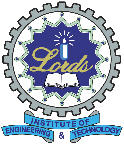 Lords
INSTITUTE OF
ENGINEERING & TECHNOLOGY